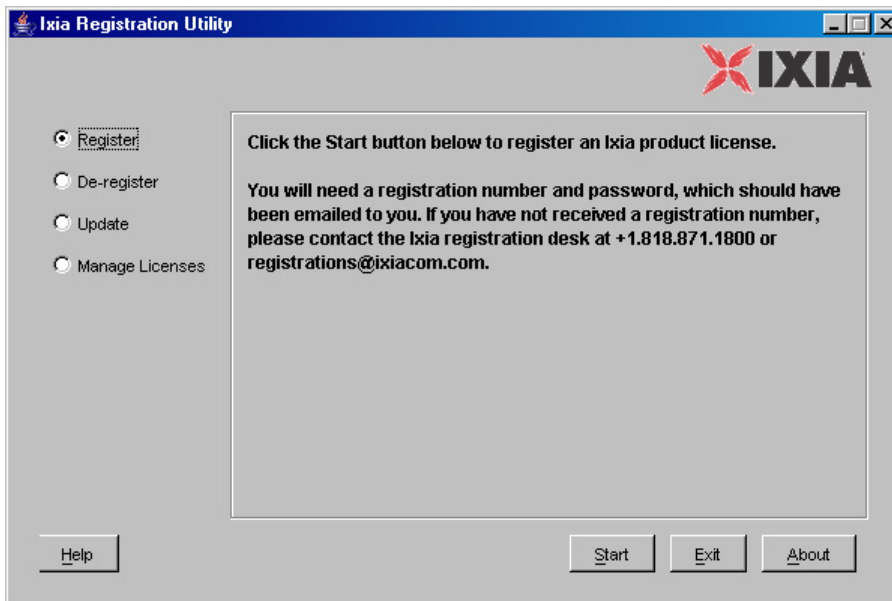 Ixia Registration Utility
IXIA
Register
De-register
Update
Manage Licenses
Click the Start button below to register an Ixia product license.
You will need a registration number and password, which should have
been emailed to you. If you have not received a registration number,
please contact the Ixia registration desk at +1.818.871.1800 or
registrations@ixiacom.com.
Help
Start
Exit
About